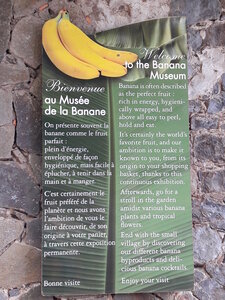 Bienvenue
au Musée
de la Banane
On présente souvent la
banane comme le fruit
parfait :
plein d'énergie,
enveloppé de façon
hygiénique, mais facile à
éplucher, à tenir dans la
main et à manger.
C'est certainement le
fruit préféré de la
planète et nous avons
l'ambition de vous le
faire découvrir, de son
origine à votre panier,
à travers cette exposition
permanente.
Bonne visite
Welcome
to the Banana
Museum
Banana is often described
as the perfect fruit :
rich in energy, hygieni-
cally wrapped, and
above all easy to peel,
hold and eat.
It's certainly the world's
favorite fruit, and our
ambition is to make it
known to you, from its
origin to your shopping
basket, thanks to this
continuous exhibition.
Afterwards, go for a
stroll in the garden
amidst various banana
plants and tropical
flowers.
End with the small
village by discovering
our different banana
byproducts and deli-
cious banana cocktails.
Enjoy your visit